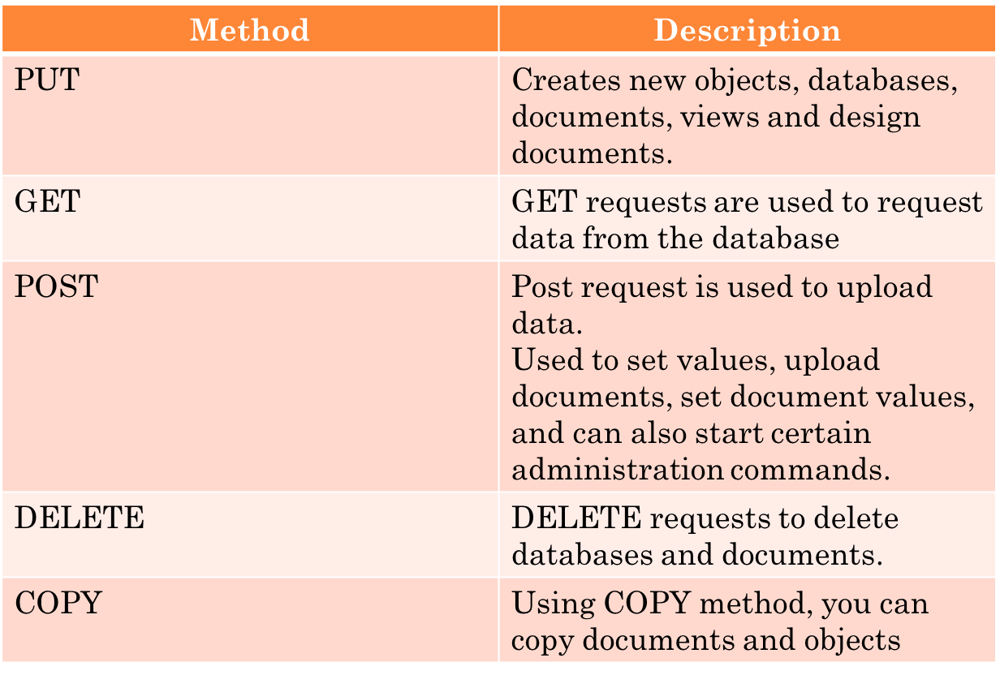 Method Description
PUT Creates new objects, databases,
documents, views and design
documents.
GET GET requests are used to request
data from the database
POST Post request is used to upload
data.
Used to set values, upload
documents, set document values,
and can also start certain
administration commands.
DELETE DELETE requests to delete
databases and documents.
COPY Using COPY method, you can
copy documents and objects